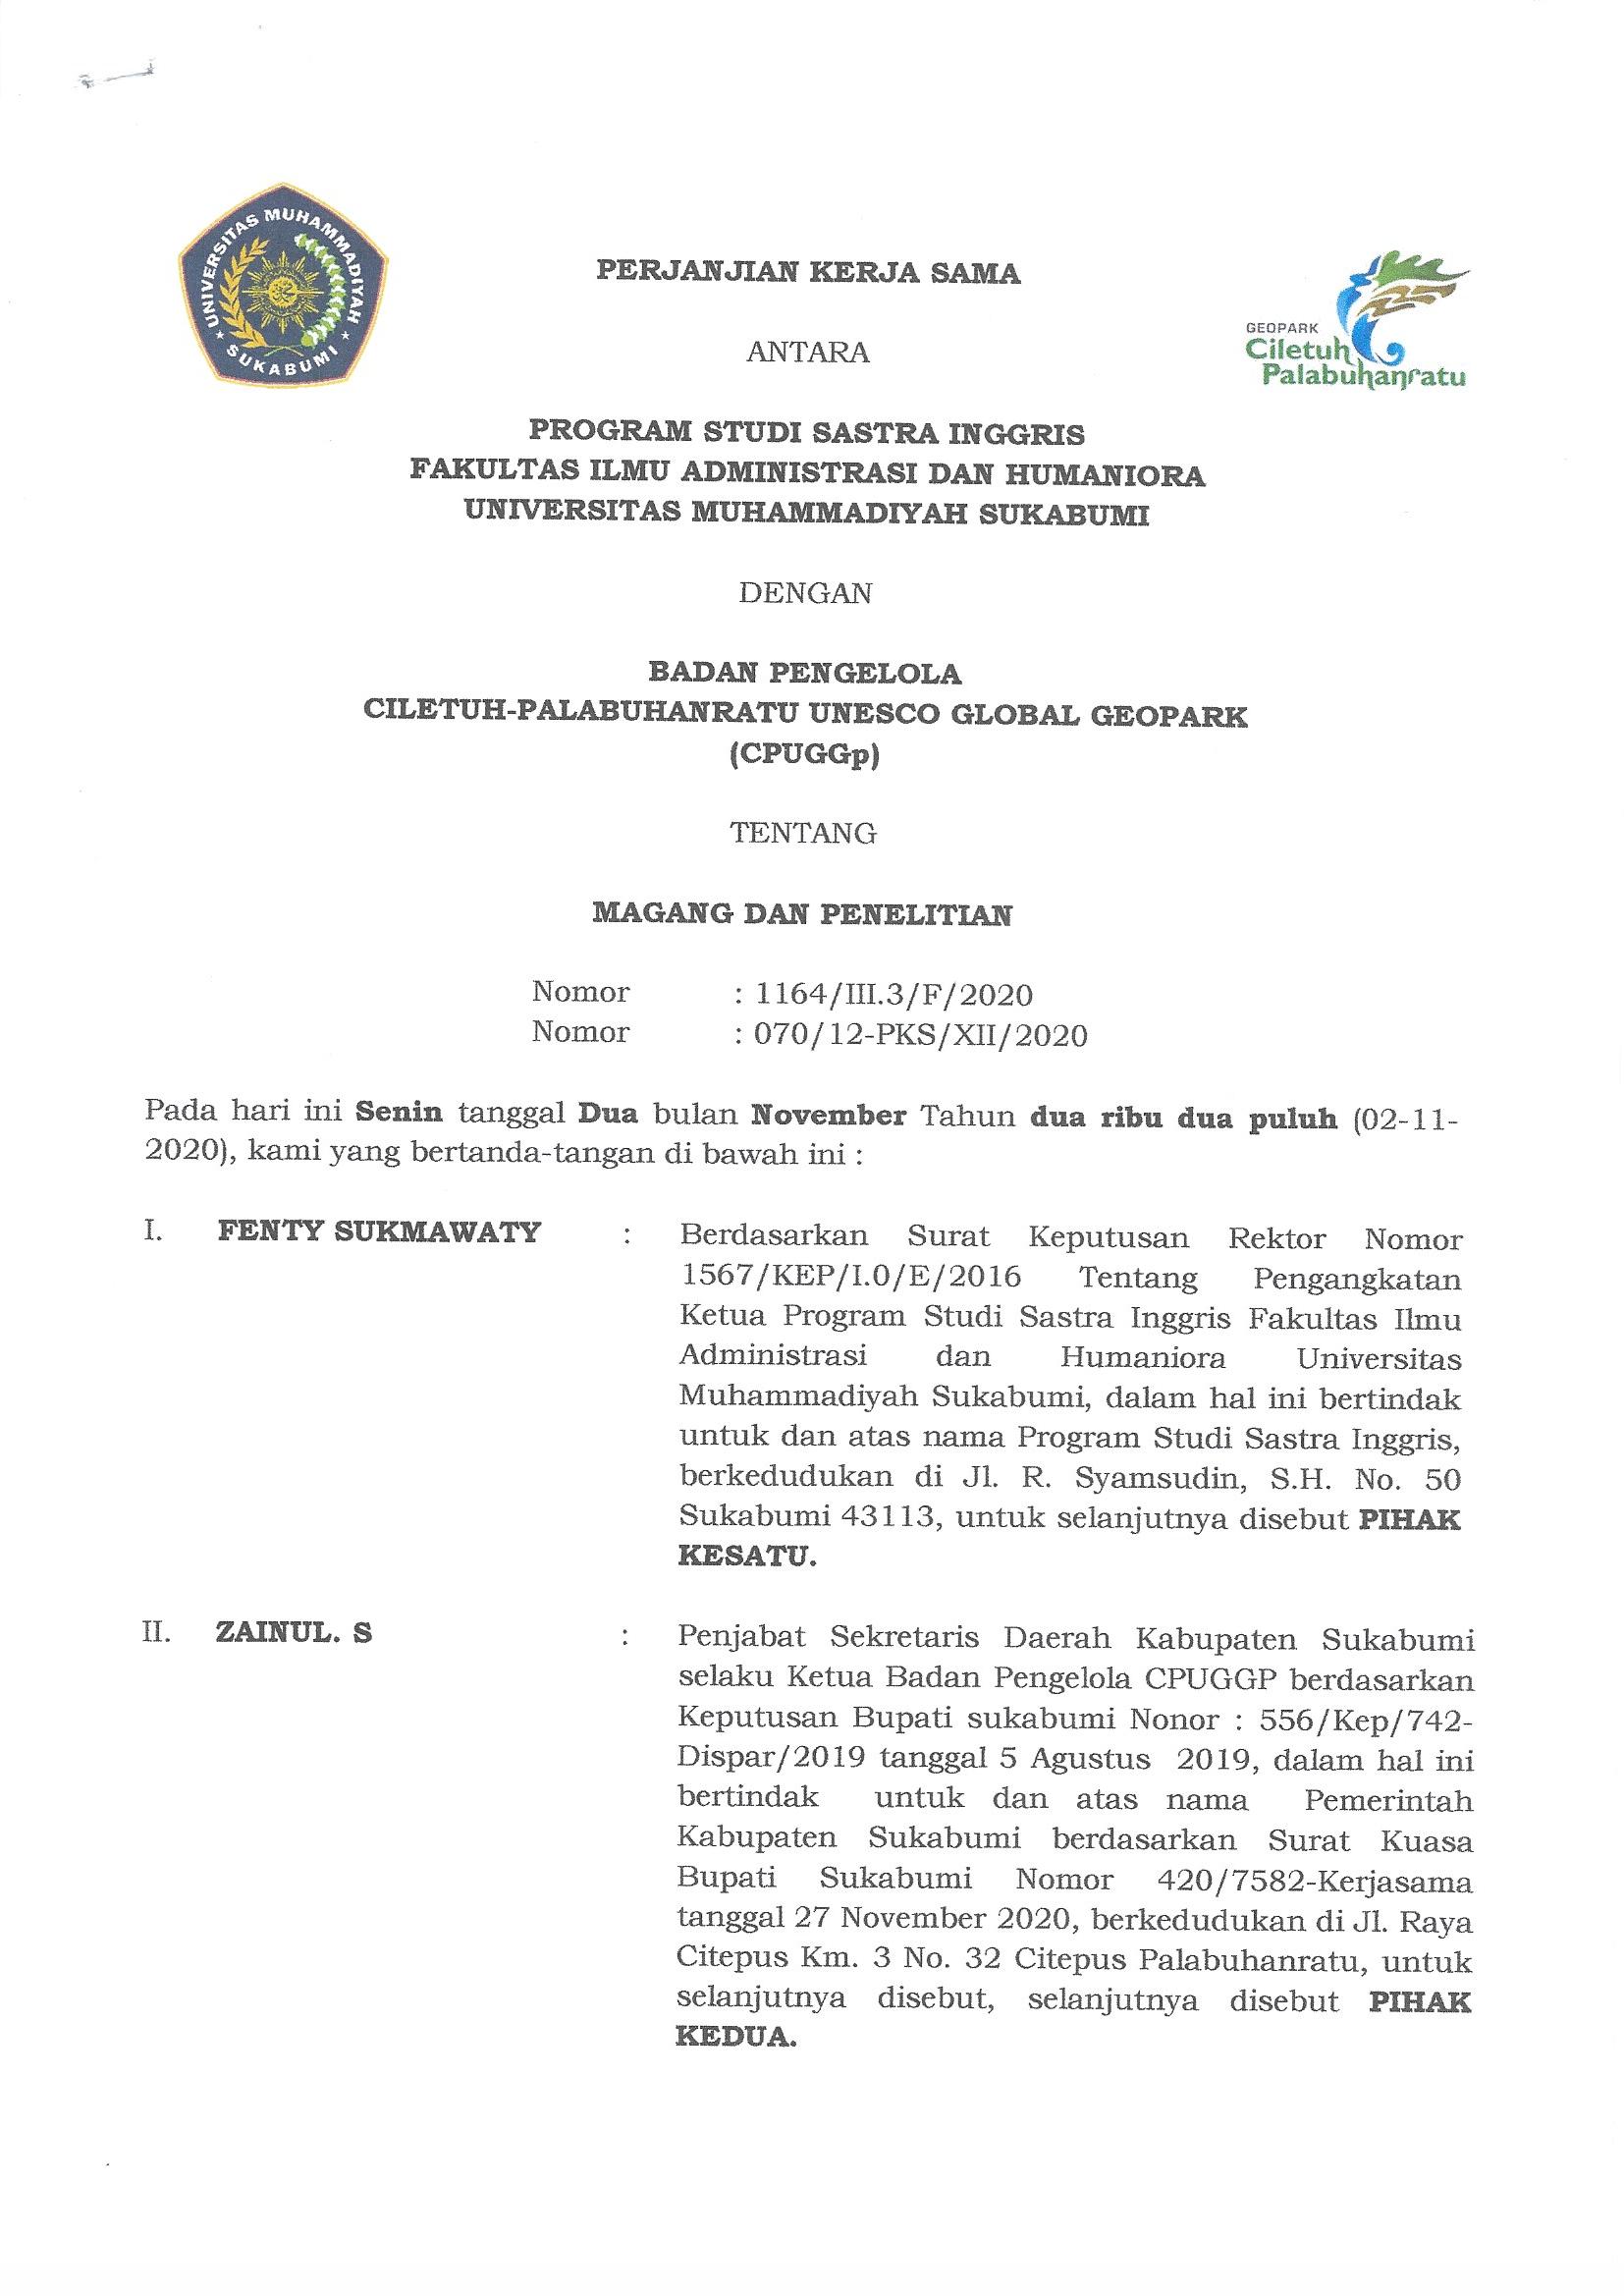 UNIVERSITAS MUHAMMADIYAH
SUKABUMI
GEOPARK
Ciletuh
Palabuhanratu
PERJANJIAN KERJA SAMA
ANTARA
PROGRAM STUDI SASTRA INGGRIS
FAKULTAS ILMU ADMINISTRASI DAN HUMANIORA
UNIVERSITAS MUHAMMADIYAH SUKABUMI
DENGAN
BADAN PENGELOLA
CILETUH-PALABUHANRATU UNESCO GLOBAL GEOPARK
(CPUGGp)
TENTANG
MAGANG DAN PENELITIAN
Nomor : 1164/III.3/F/2020
Nomor : 070/12-PKS/XII/2020
Pada hari ini Senin tanggal Dua bulan November Tahun dua ribu dua puluh (02-11-
2020), kami yang bertanda-tangan di bawah ini :
I. FENTY SUKMAWATY : Berdasarkan Surat Keputusan Rektor Nomor
1567/KEP/I.0/E/2016 Tentang Pengangkatan
Ketua Program Studi Sastra Inggris Fakultas Ilmu
Administrasi dan Humaniora Universitas
Muhammadiyah Sukabumi, dalam hal ini bertindak
untuk dan atas nama Program Studi Sastra Inggris,
berkedudukan di Jl. R. Syamsudin, S.H. No. 50
Sukabumi 43113, untuk selanjutnya disebut PIHAK
KESATU.
II. ZAINUL. S : Penjabat Sekretaris Daerah Kabupaten Sukabumi
selaku Ketua Badan Pengelola CPUGGP berdasarkan
Keputusan Bupati sukabumi Nonor : 556/Kep/742-
Dispar/2019 tanggal 5 Agustus 2019, dalam hal ini
bertindak untuk dan atas nama Pemerintah
Kabupaten Sukabumi berdasarkan Surat Kuasa
Bupati Sukabumi Nomor 420/7582-Kerjasama
tanggal 27 November 2020, berkedudukan di Jl. Raya
Citepus Km. 3 No. 32 Citepus Palabuhanratu, untuk
selanjutnya disebut, selanjutnya disebut PIHAK
KEDUA.